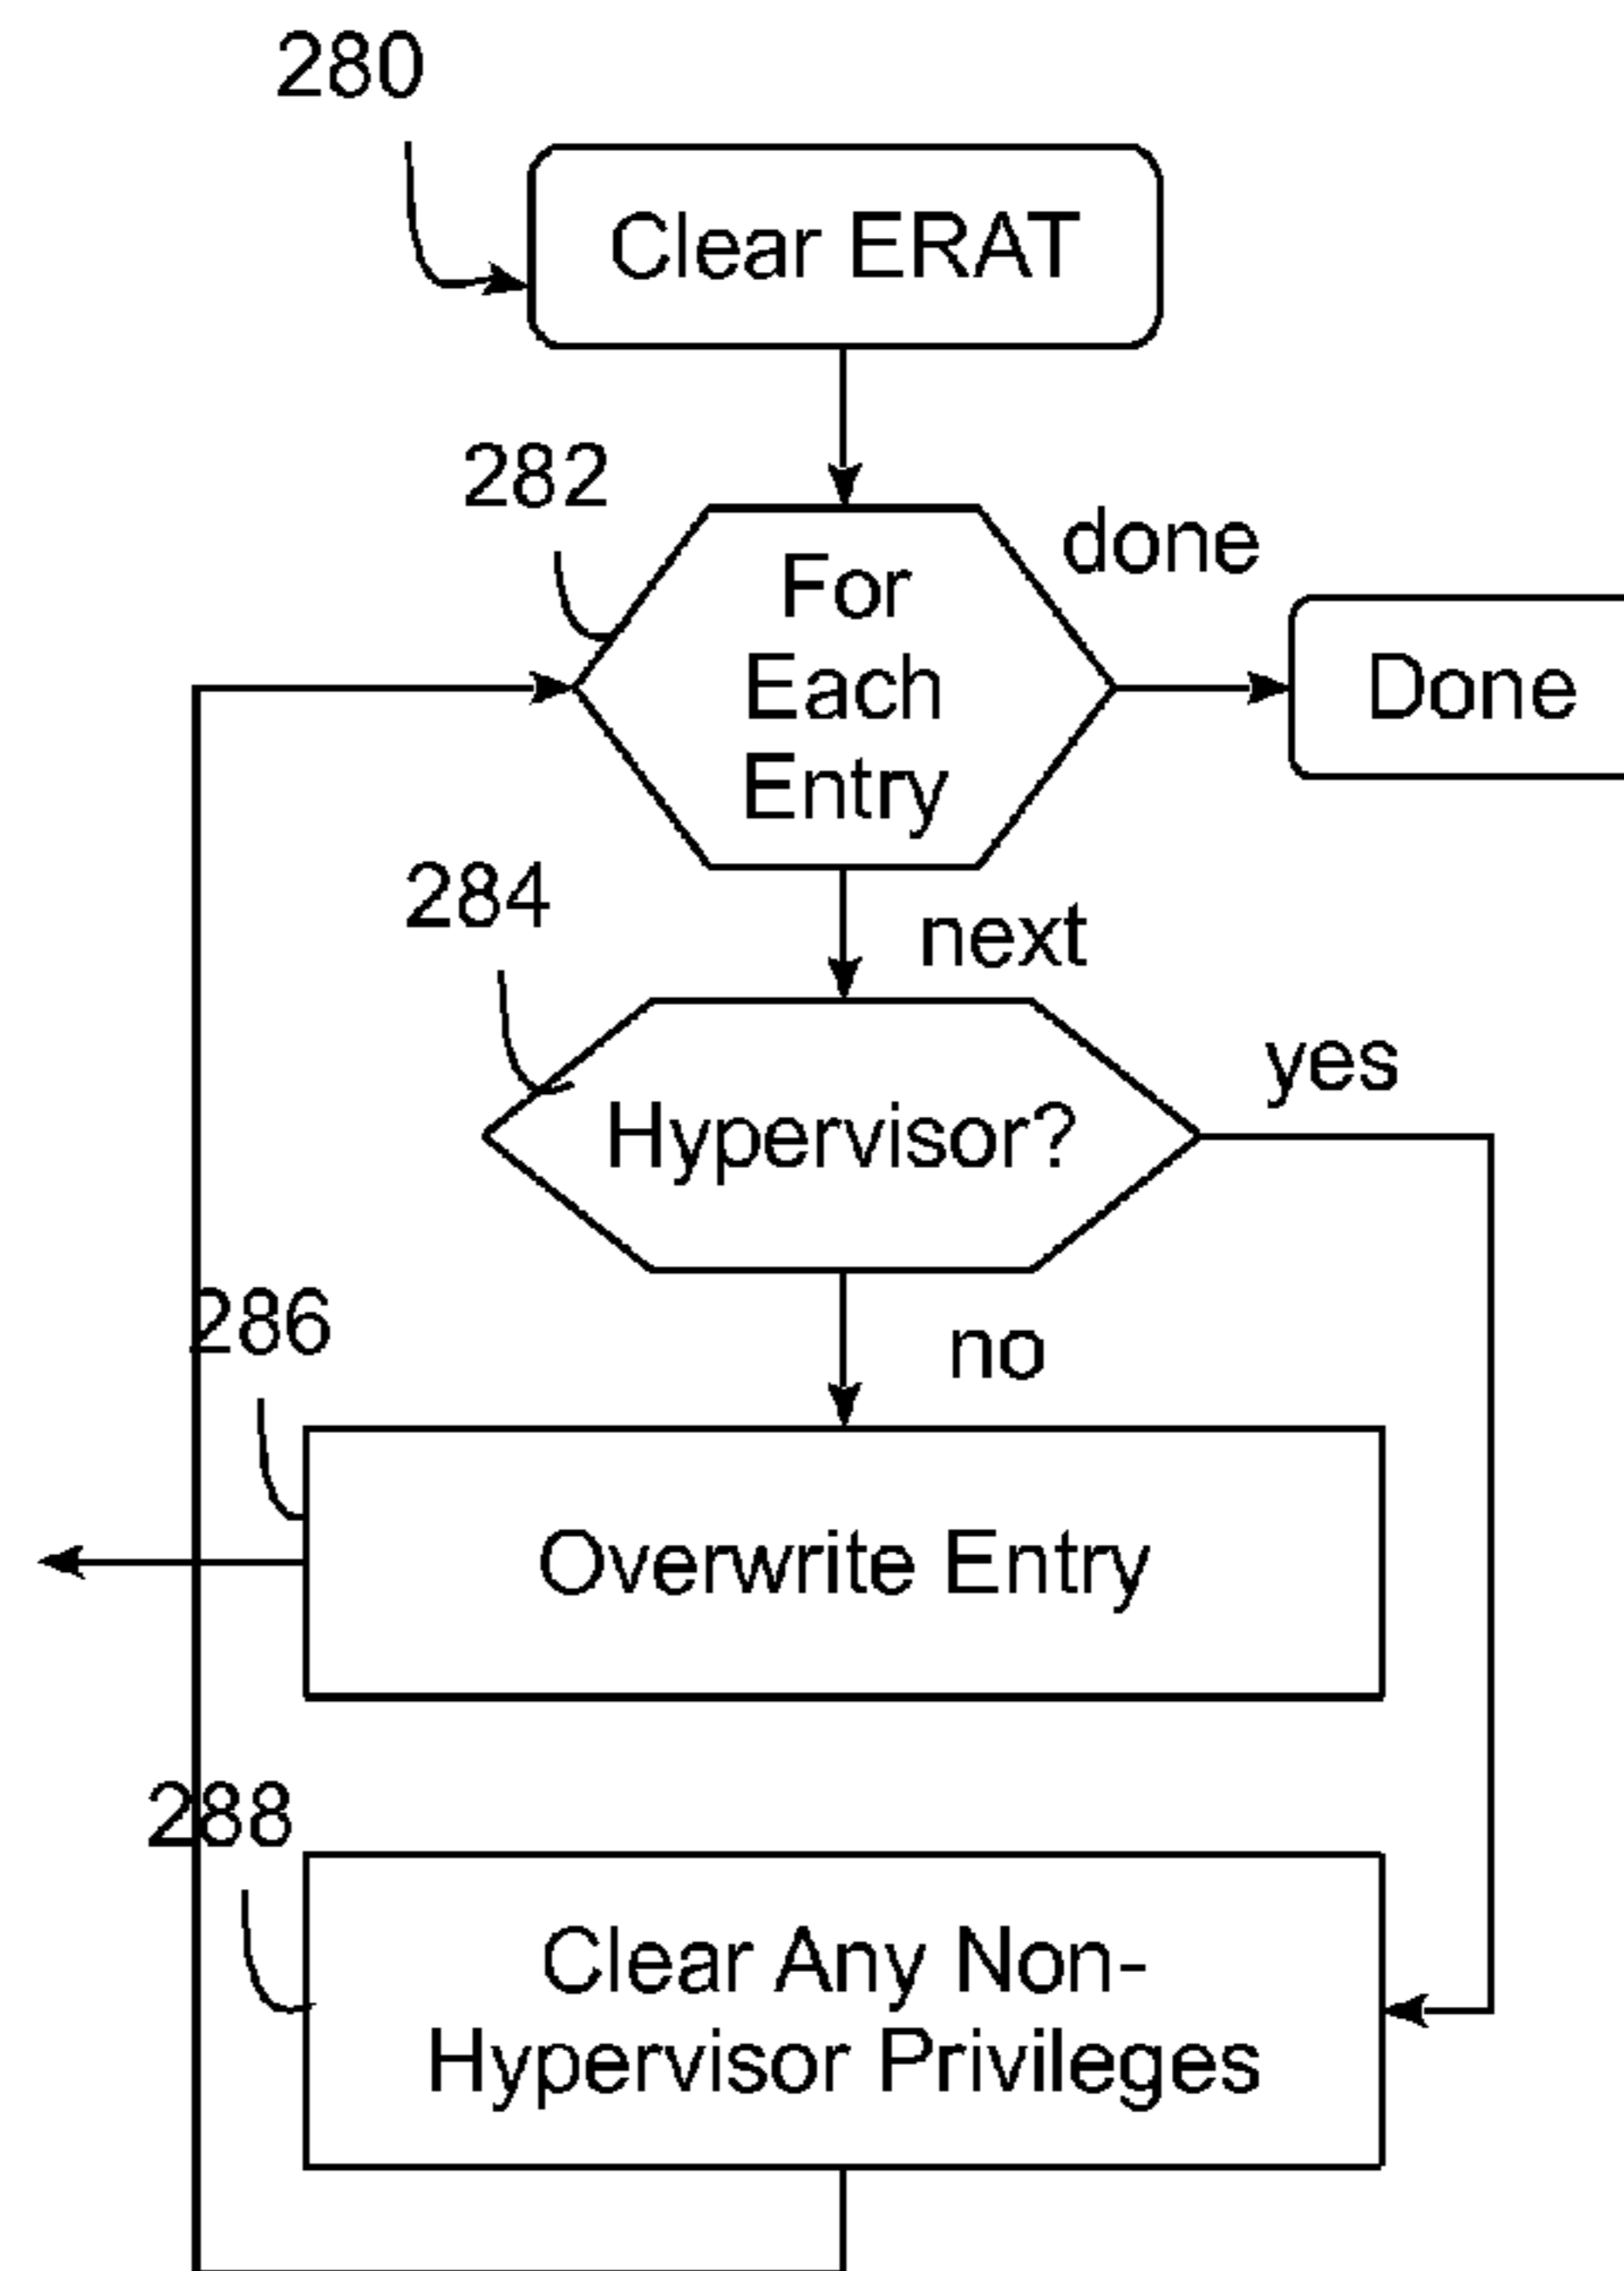 280
Clear ERAT
282
done
For
Each
Entry
Done
284
next
yes
Hypervisor?
286
no
Overwrite Entry
288
Clear Any Non-
Hypervisor Privileges